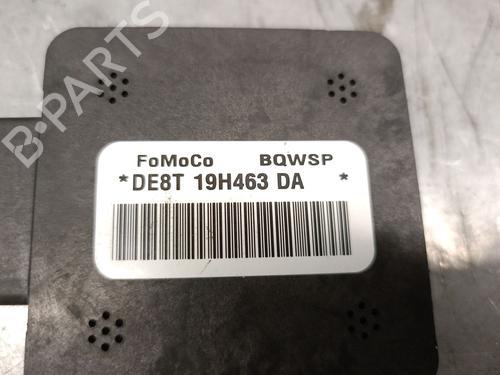 B-PARTS
FoMoCo BQWSP
*DE8T 19H463 DA *